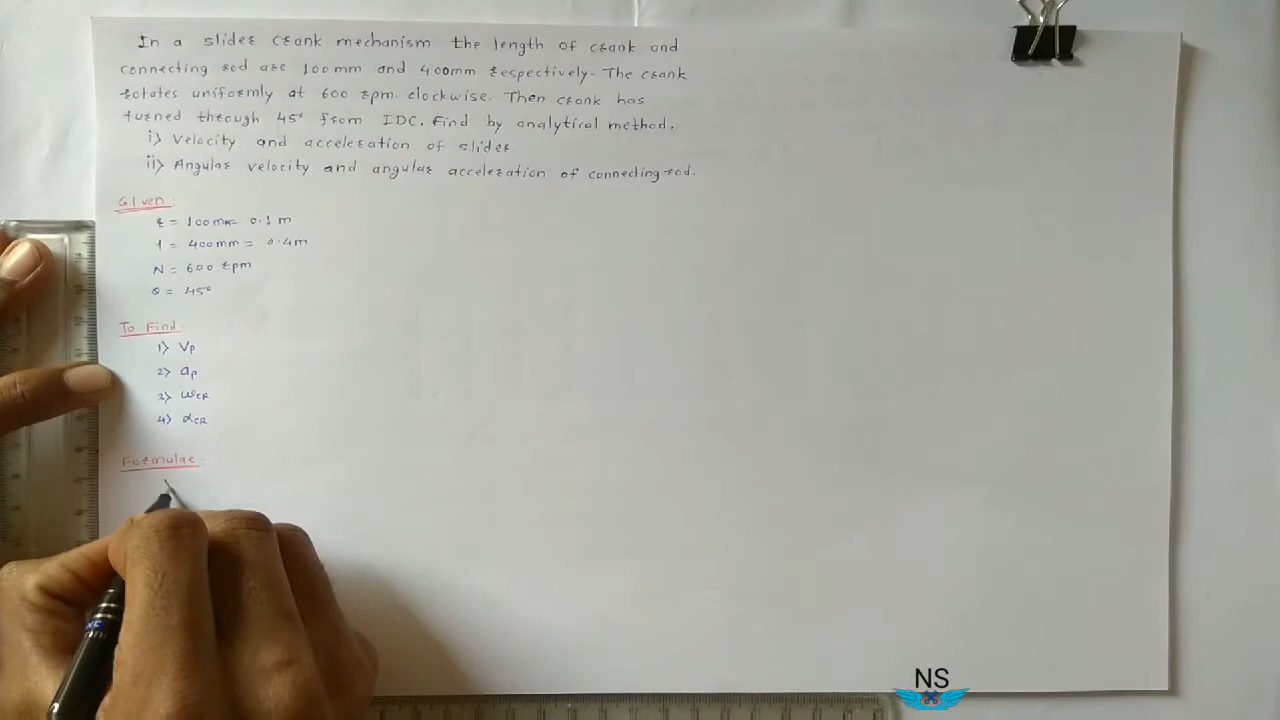 In a slider crank mechanism the length of crank and
connecting rod are 100mm and 400mm respectively. The crank
rotates uniformly at 600 rpm clockwise. Then crank has
turned through 45° from IDC. Find by analytical method.
i) Velocity and acceleration of slider
ii) Angular velocity and angular acceleration of connecting rod.
Given:
r = 100mm = 0.1 m
l = 400mm = 0.4m
N = 600 rpm
θ = 45°
To Find:
1) Vp
2) ap
3) ωCR
4) αCR
Formulae:
NS